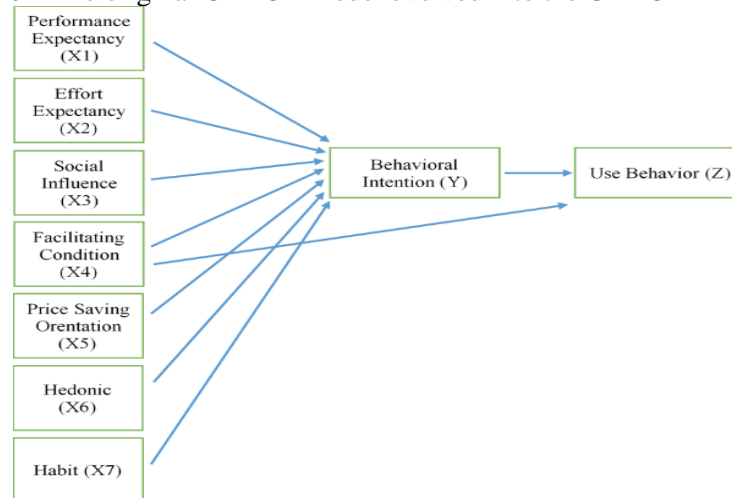 Performance
Expectancy
(X1)
Effort
Expectancy
(X2)
Social
Influence
(X3)
Facilitating
Condition
(X4)
Price Saving
Orentation
(X5)
Hedonic
(X6)
Habit (X7)
Behavioral
Intention (Y)
Use Behavior (Z)